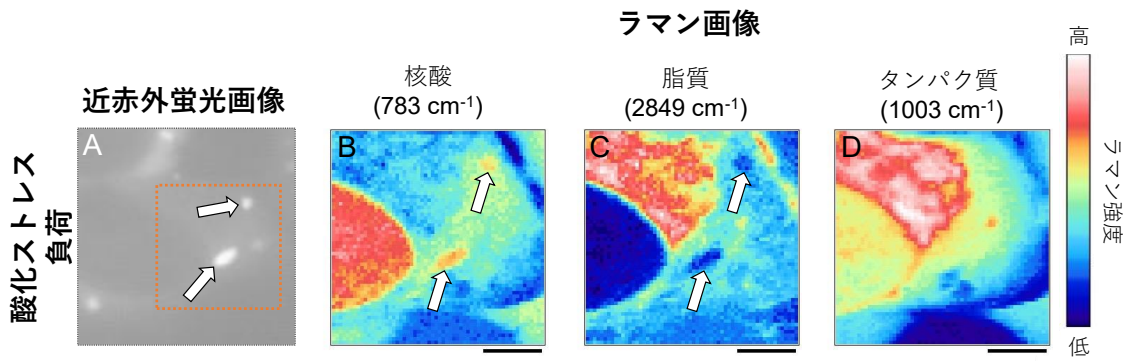 ラマン画像
近赤外蛍光画像
核酸
(783 cm-1)
脂質
(2849 cm-1)
タンパク質
(1003 cm-1)
高
ラマン強度
低
酸化ストレス
負荷
A
B
C
D